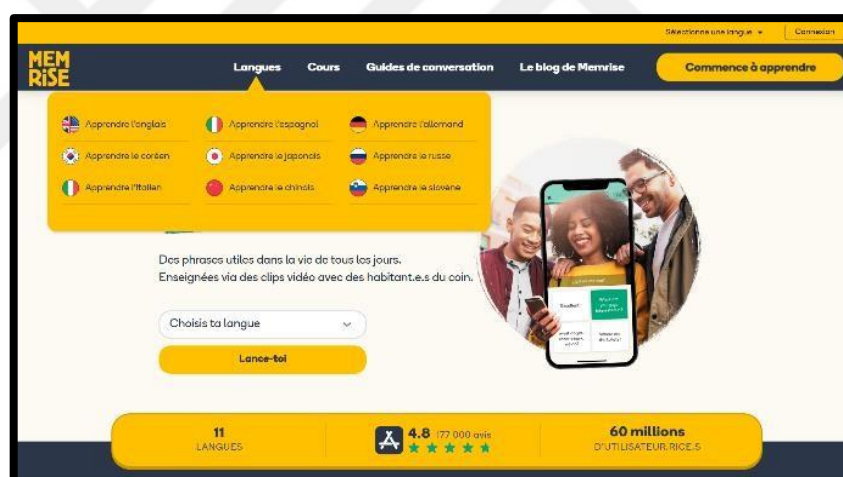 Sélectionne une langue
Connexion
MEM
RiSE
Langues Cours Guides de conversation Le blog de Memrise Commence à apprendre
Apprendre l'anglais Apprendre l'espagnol Apprendre l'allemand
Apprendre le coréen Apprendre le japonais Apprendre le russe
Apprendre l'italien Apprendre le chinois Apprendre le slovène
Des phrases utiles dans la vie de tous les jours.
Enseignées via des clips vidéo avec des habitant.e.s du coin.
Choisis ta langue
Lance-toi
11
LANGUES
4.8 177 000 avis
60 millions
D'UTILISATEUR.RICE.S